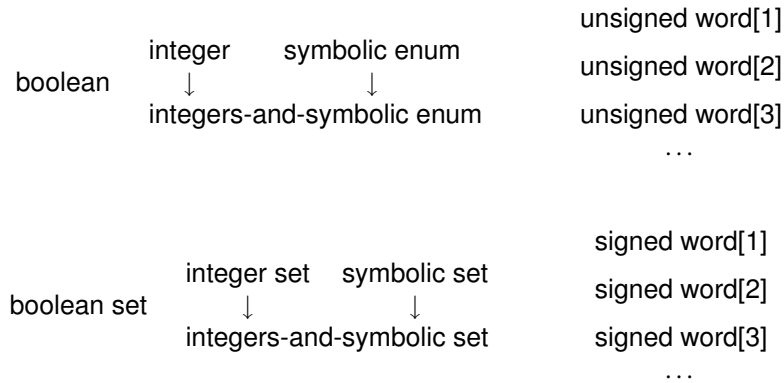 unsigned word[1]
integer symbolic enum
boolean
unsigned word[2]
↓ ↓
integers-and-symbolic enum
unsigned word[3]
...
signed word[1]
integer set symbolic set
boolean set
signed word[2]
↓ ↓
integers-and-symbolic set
signed word[3]
...